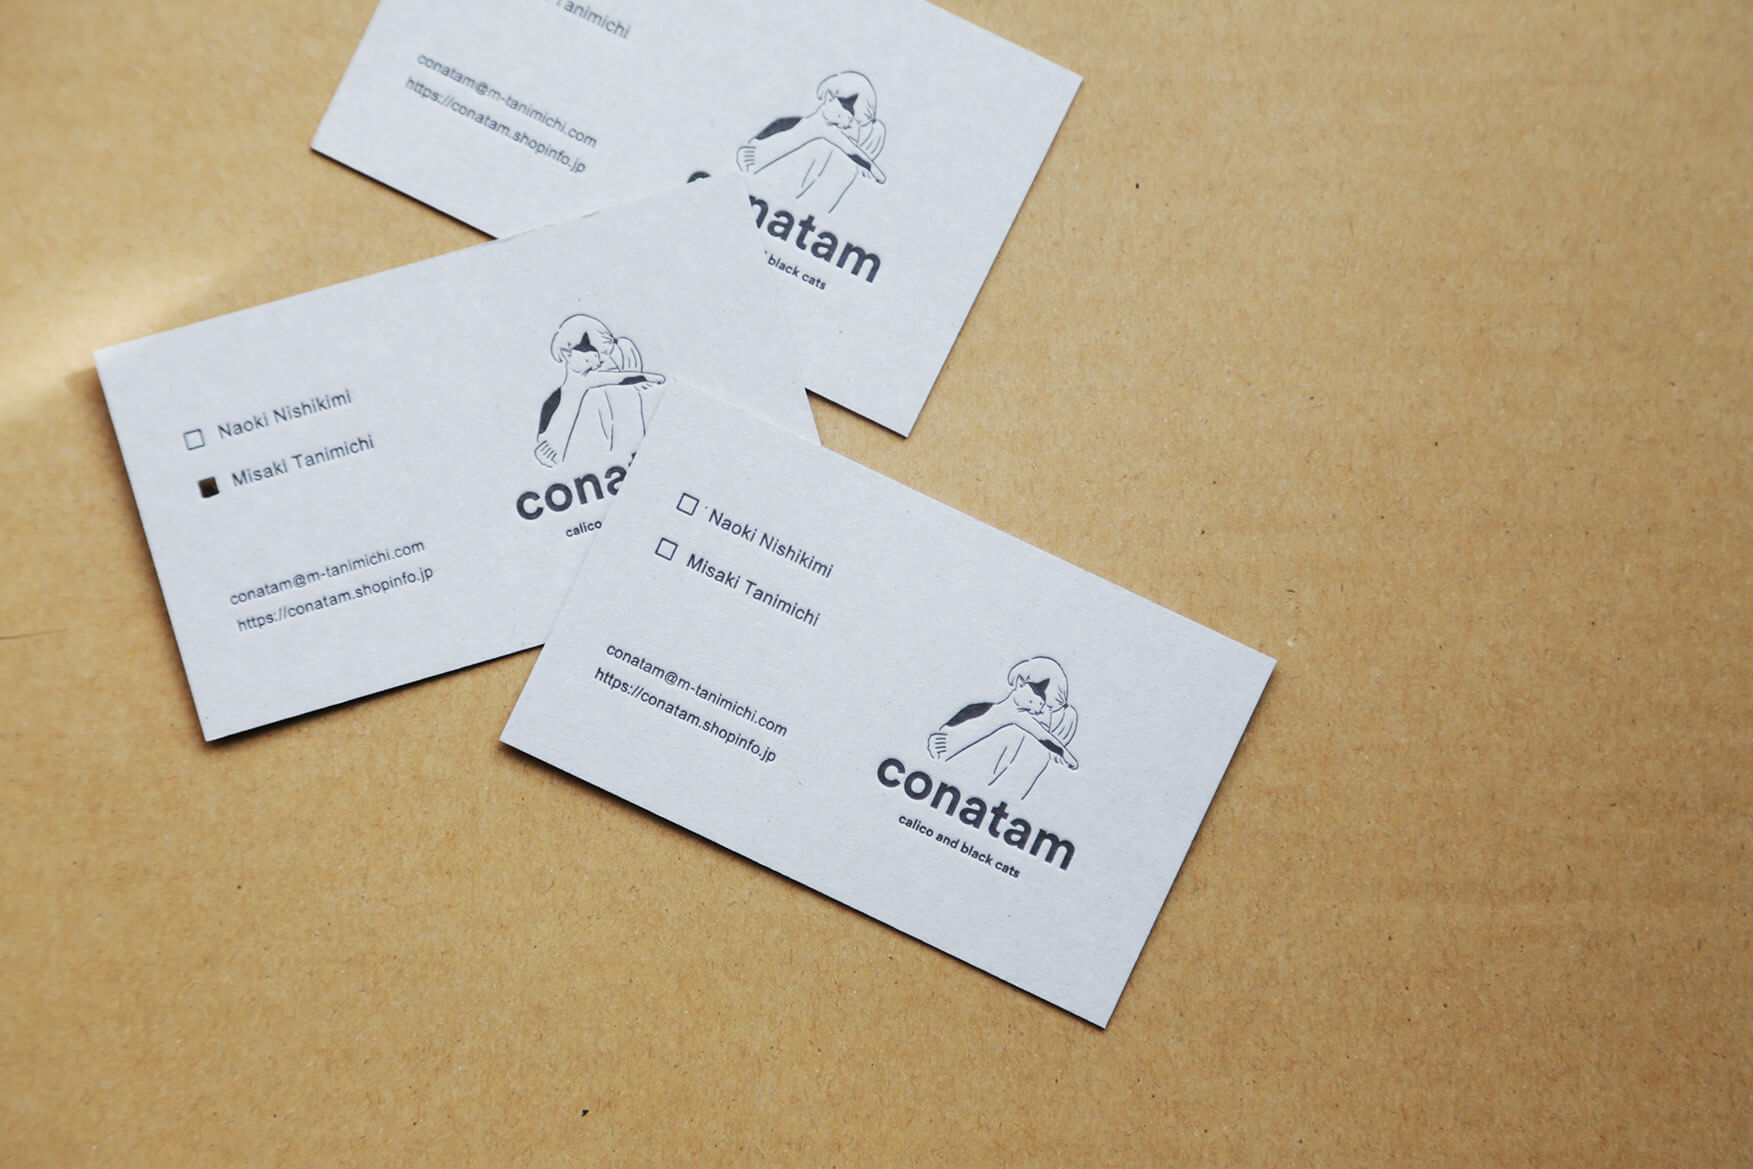 Tanimichi
conatam@m-tanimichi.com
https://conatam.shopinfo.jp
natam
black cats
☐ Naoki Nishikimi
■ Misaki Tanimichi
conatam@m-tanimichi.com
https://conatam.shopinfo.jp
cona
calico
☐ Naoki Nishikimi
☐ Misaki Tanimichi
conatam@m-tanimichi.com
https://conatam.shopinfo.jp
conatam
calico and black cats